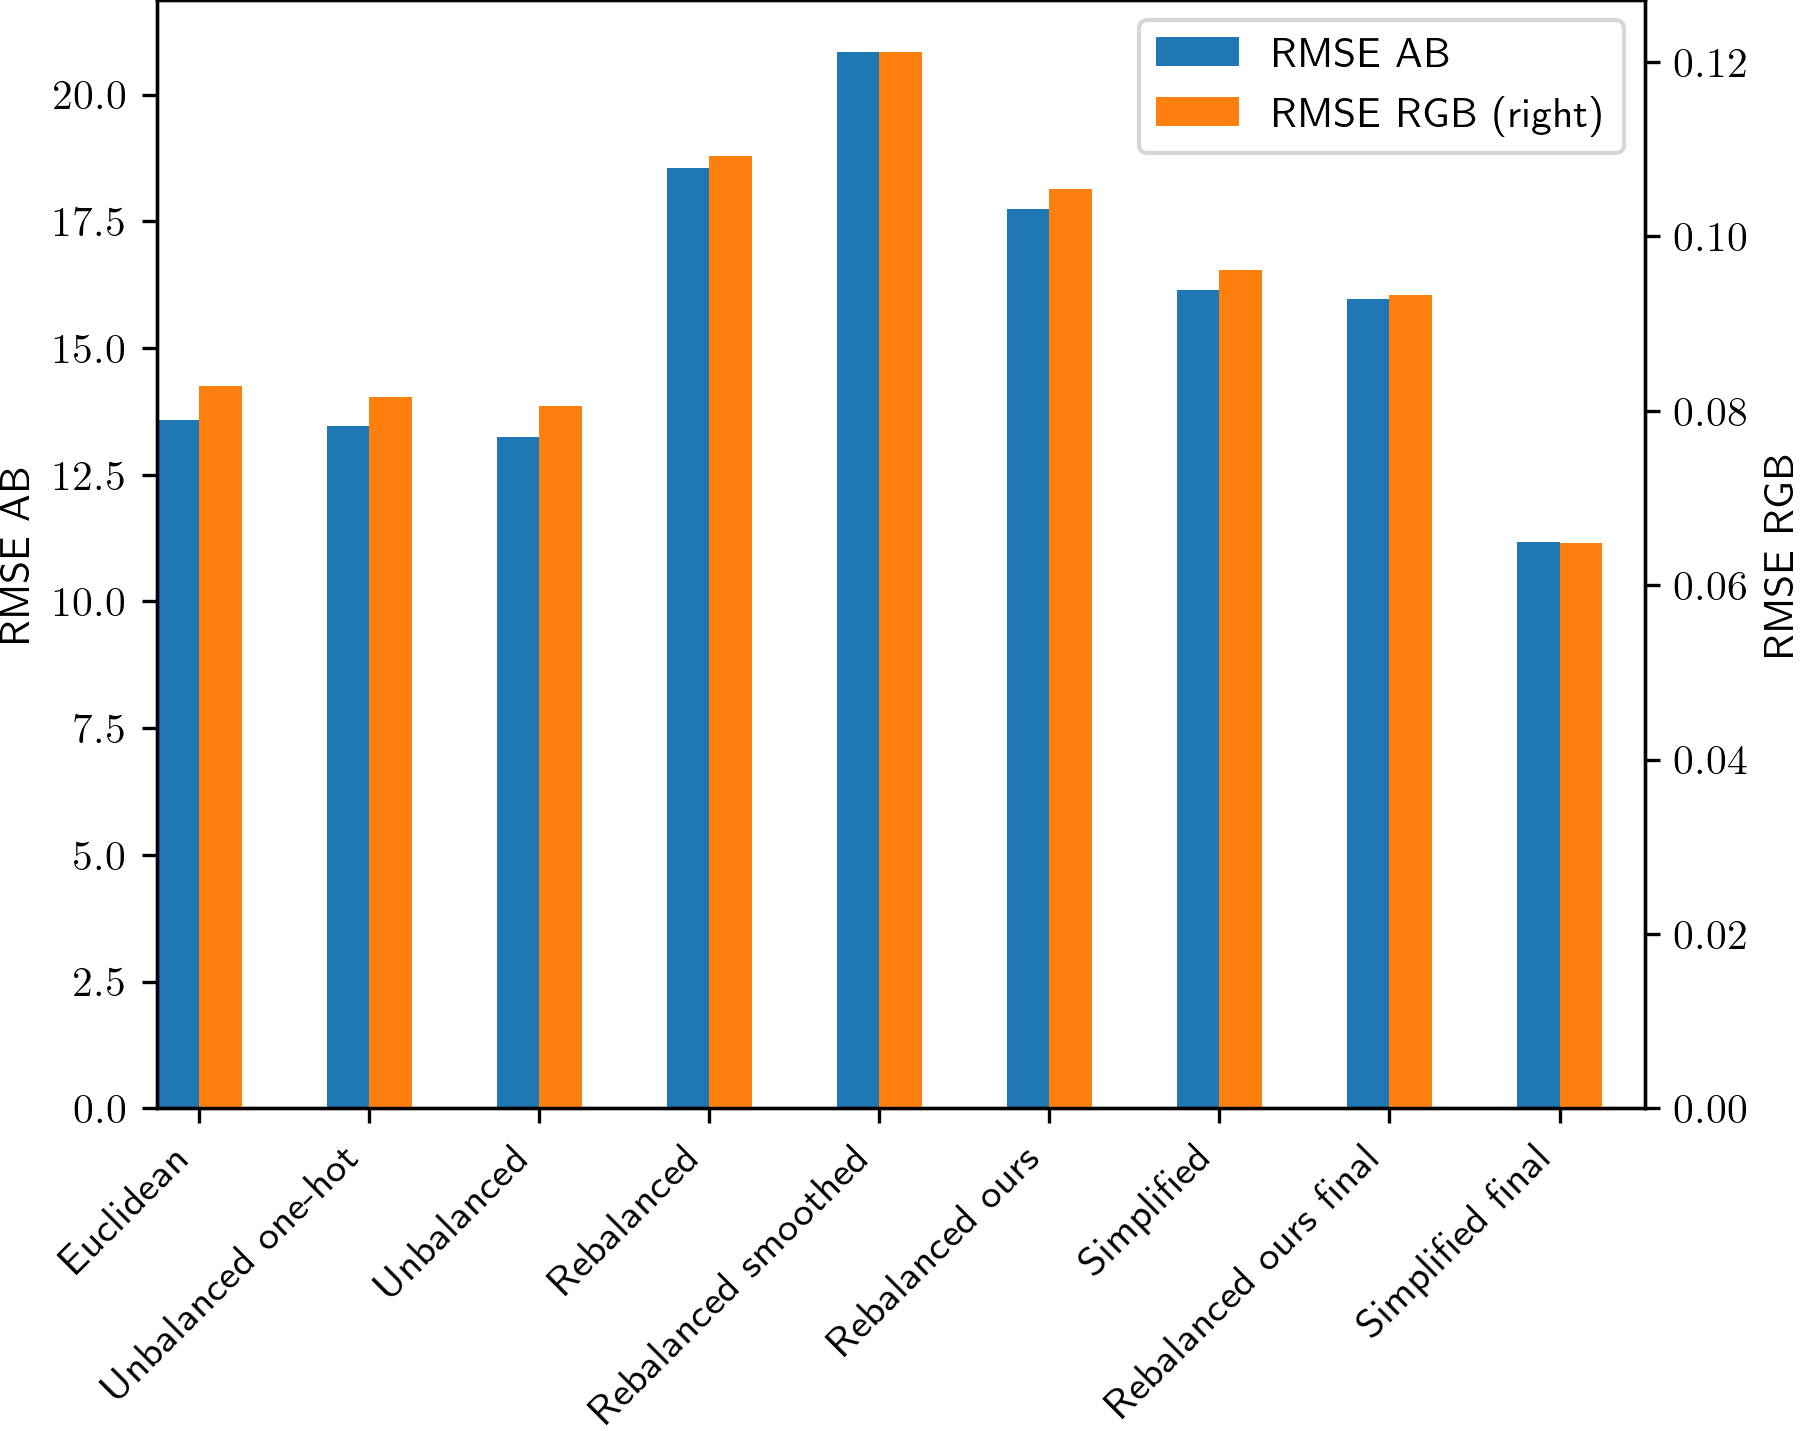 RMSE AB
RMSE RGB (right)
20.0
17.5
15.0
12.5
10.0
7.5
5.0
2.5
0.0
RMSE AB
0.12
0.10
0.08
0.06
0.04
0.02
0.00
RMSE RGB
Euclidean
Unbalanced one-hot
Unbalanced
Rebalanced
Rebalanced smoothed
Rebalanced ours
Simplified
Rebalanced ours final
Simplified final